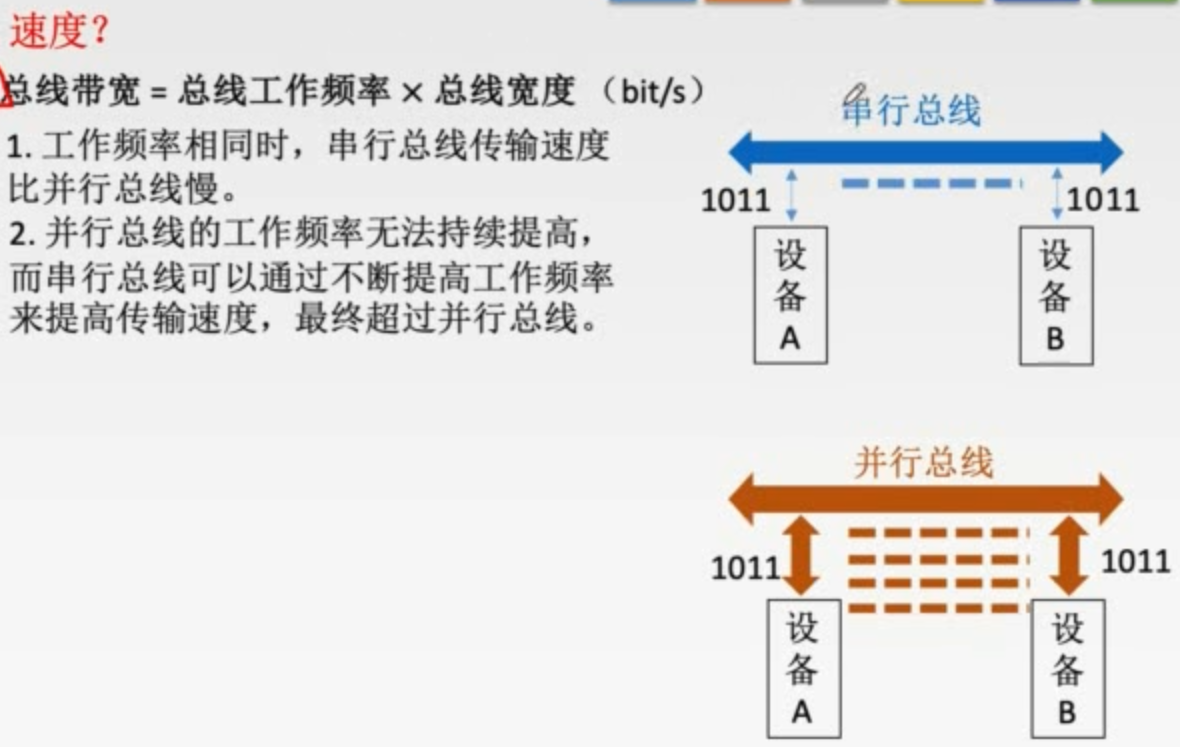 速度？
总线带宽 = 总线工作频率 × 总线宽度 （bit/s）
1. 工作频率相同时，串行总线传输速度
比并行总线慢。
2. 并行总线的工作频率无法持续提高，
而串行总线可以通过不断提高工作频率
来提高传输速度，最终超过并行总线。
串行总线
1011
1011
设
备
A
设
备
B
并行总线
1011
1011
设
备
A
设
备
B